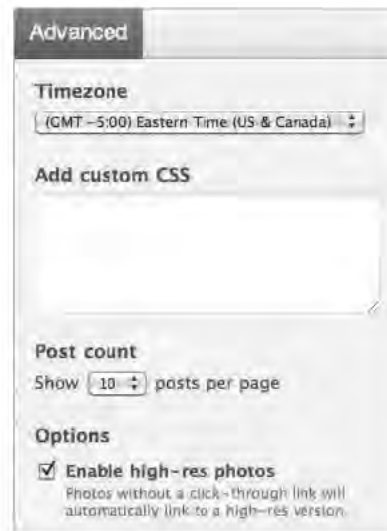 Advanced
Timezone
(GMT -5:00) Eastern Time (US & Canada)
Add custom CSS
Post count
Show 10 posts per page
Options
Enable high-res photos
Photos without a click-through link will
automatically link to a high-res version.